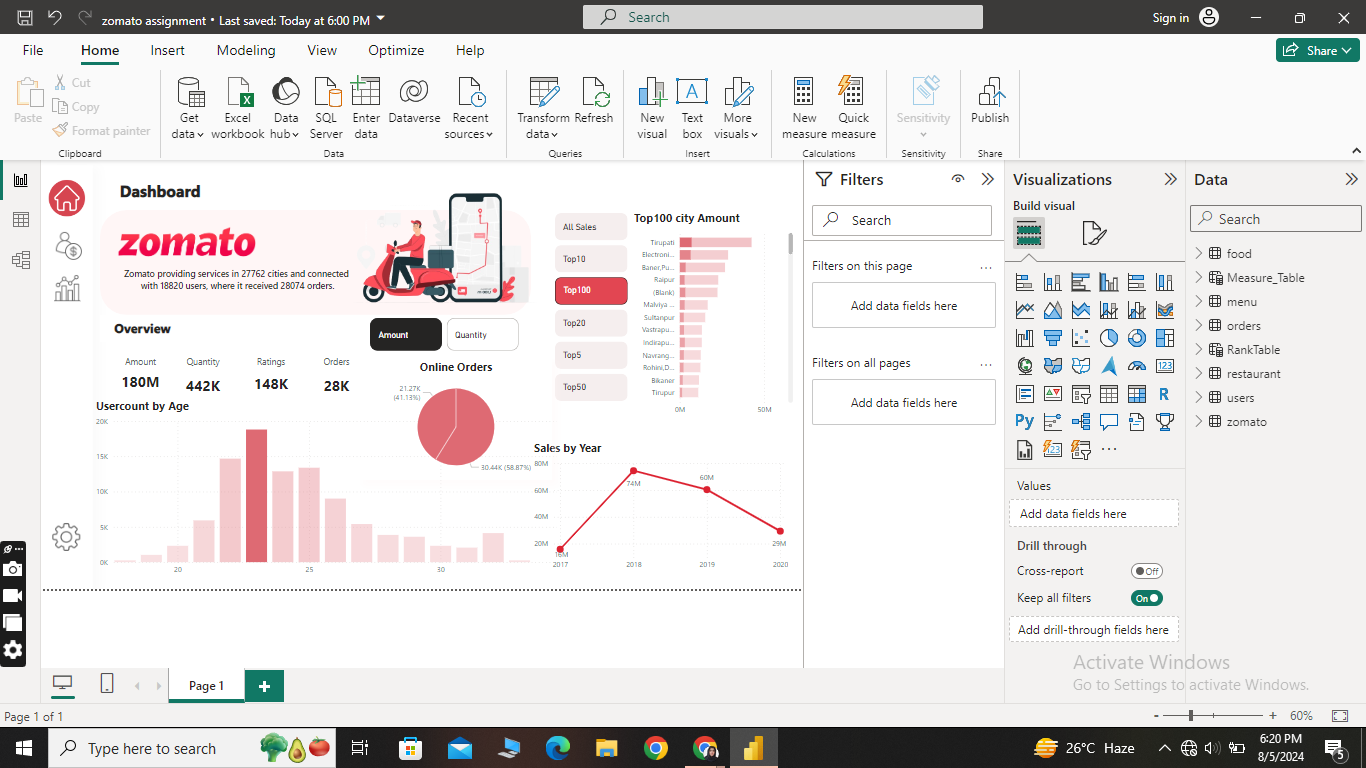 zomato assignment • Last saved: Today at 6:00 PM
Search
Sign in
File
Home
Insert
Modeling
View
Optimize
Help
Share
Paste
Cut
Copy
Format painter
Clipboard
Get data
Excel workbook
Data hub
SQL Server
Enter data
Dataverse
Recent sources
Data
Transform data
Refresh
Queries
New visual
Text box
More visuals
Insert
New measure
Quick measure
Calculations
Sensitivity
Sensitivity
Publish
Share
Dashboard
zomato
Zomato providing services in 27762 cities and connected
with 18820 users, where it received 28074 orders.
Overview
Amount
Quantity
Amount
Quantity
Ratings
Orders
180M
442K
148K
28K
Online Orders
21.27K
(41.13%)
30.44K (58.87%)
Usercount by Age
20K
15K
10K
5K
0K
20
25
30
All Sales
Top10
Top100
Top20
Top5
Top50
Top100 city Amount
Tirupati
Electroni...
Baner,Pu...
Raipur
(Blank)
Malviya ...
Sultanpur
Vastrapu...
Indirapu...
Navrang...
Rohini,D...
Bikaner
Tirupur
0M
50M
Sales by Year
80M
60M
40M
20M
16M
74M
60M
29M
2017
2018
2019
2020
Filters
Search
Filters on this page
Add data fields here
Filters on all pages
Add data fields here
Visualizations
Build visual
Values
Add data fields here
Drill through
Cross-report
Off
Keep all filters
On
Add drill-through fields here
Data
Search
food
Measure_Table
menu
orders
RankTable
restaurant
users
zomato
Activate Windows
Go to Settings to activate Windows.
Page 1
Page 1 of 1
60%
Type here to search
26°C Haze
6:20 PM
8/5/2024
5